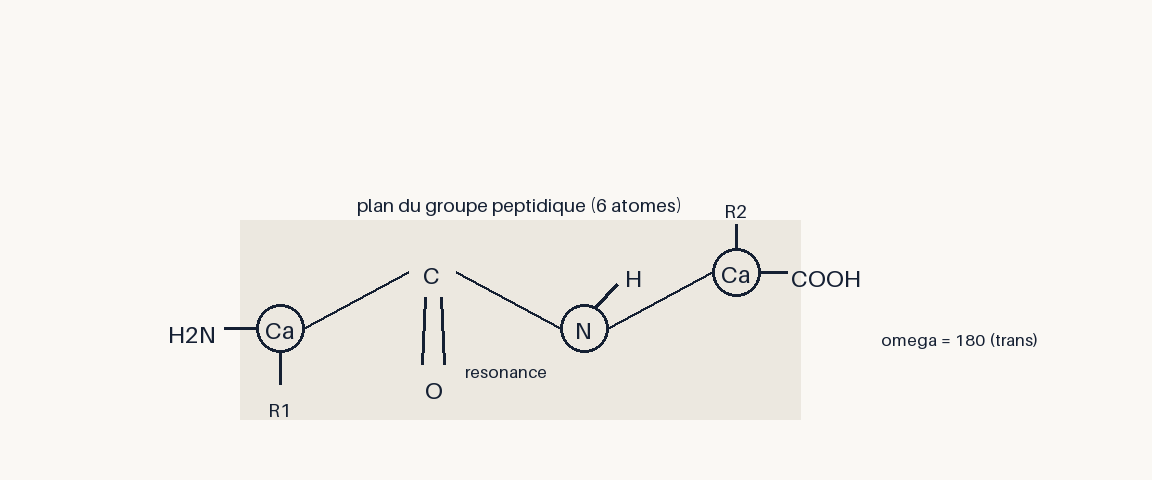 plan du groupe peptidique (6 atomes)
R2
C
H
Ca
COOH
H2N
Ca
N
omega = 180 (trans)
resonance
O
R1